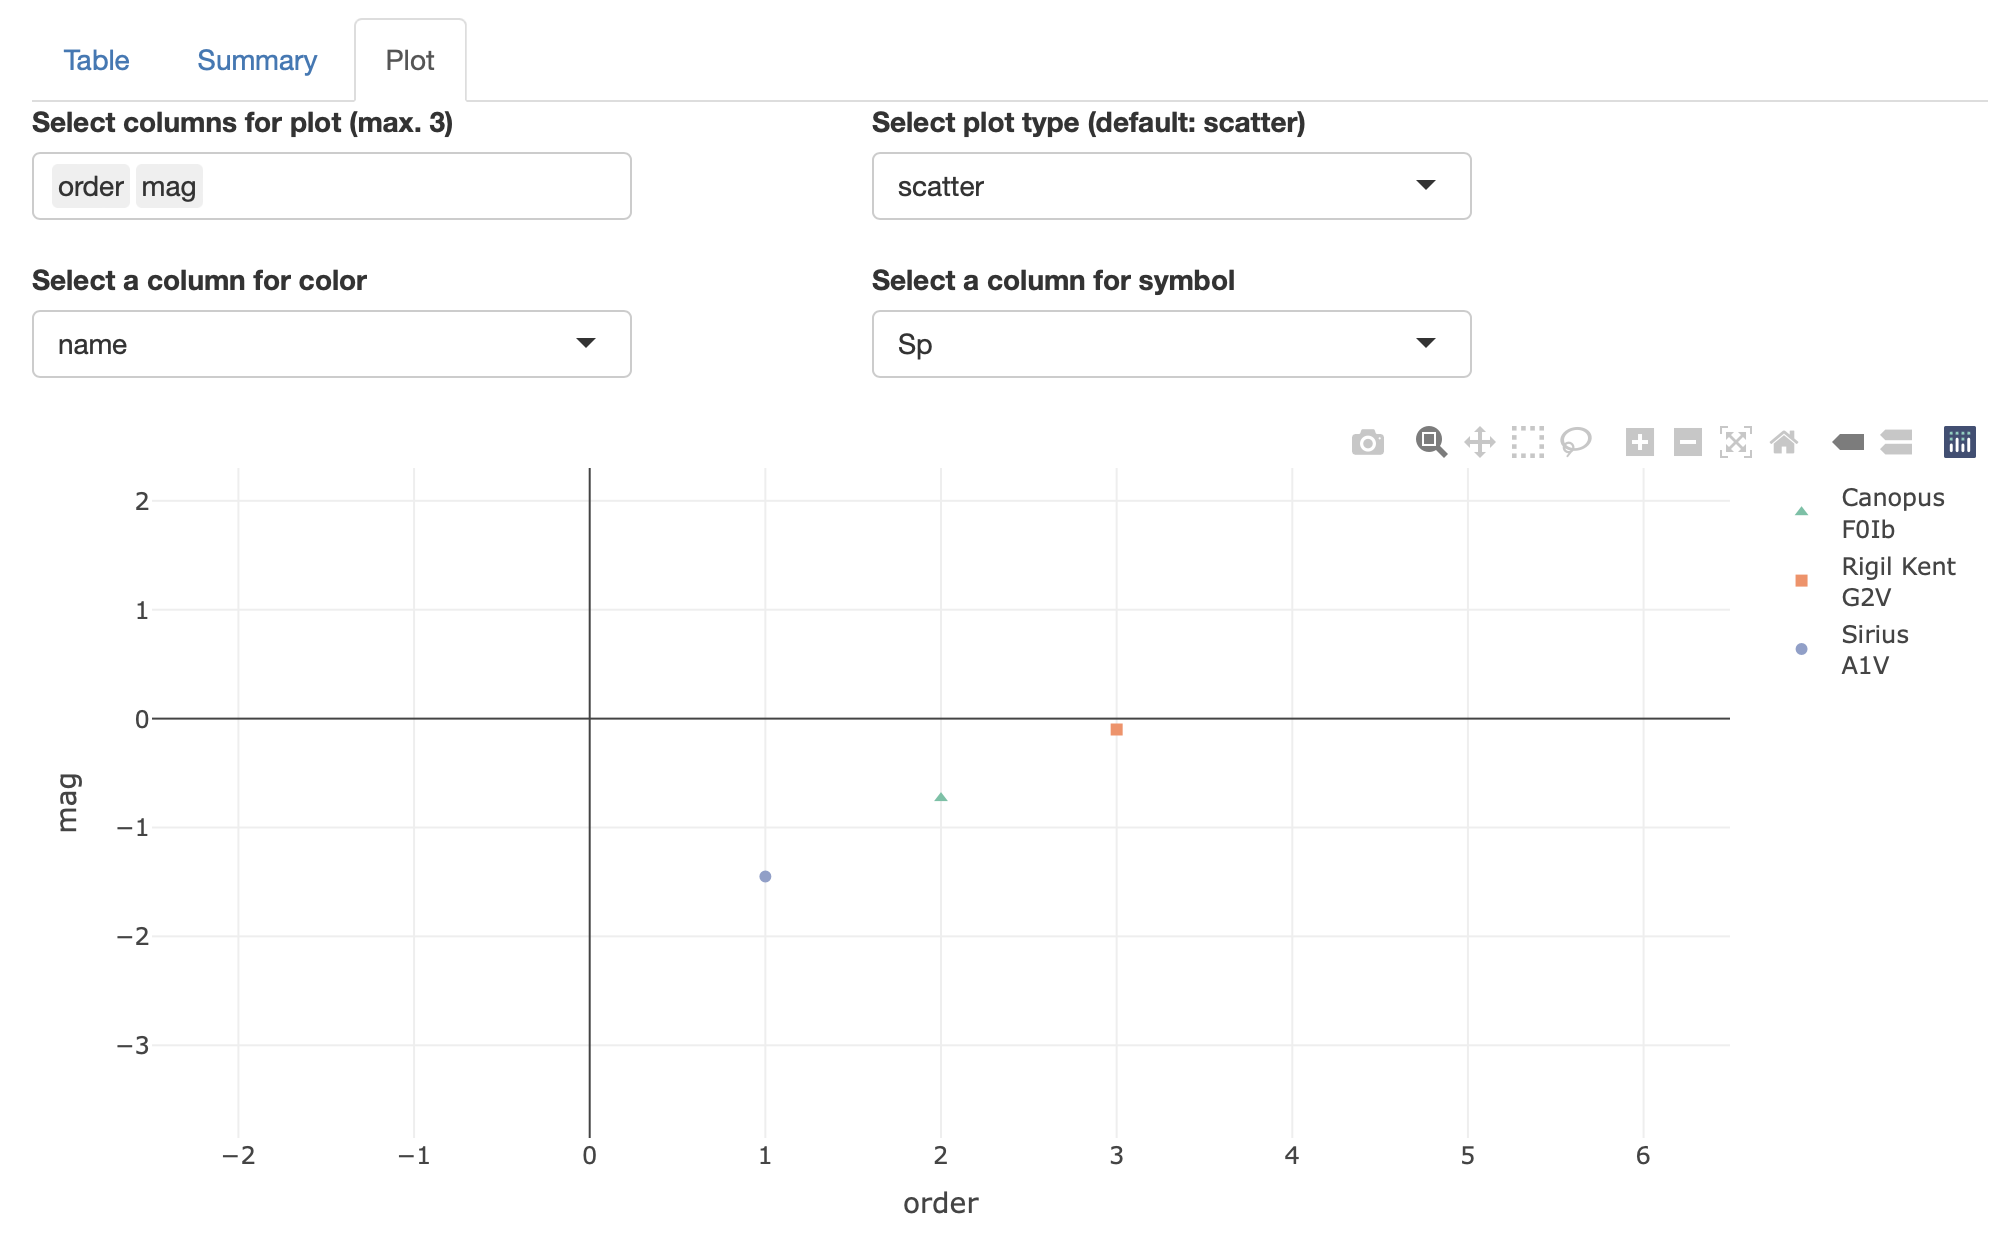 Table Summary Plot
Select columns for plot (max. 3)
order mag
Select plot type (default: scatter)
scatter
Select a column for color
name
Select a column for symbol
Sp
2
1
0
−1
−2
−3
mag
−2 −1 0 1 2 3 4 5 6
order
Canopus
F0Ib
Rigil Kent
G2V
Sirius
A1V